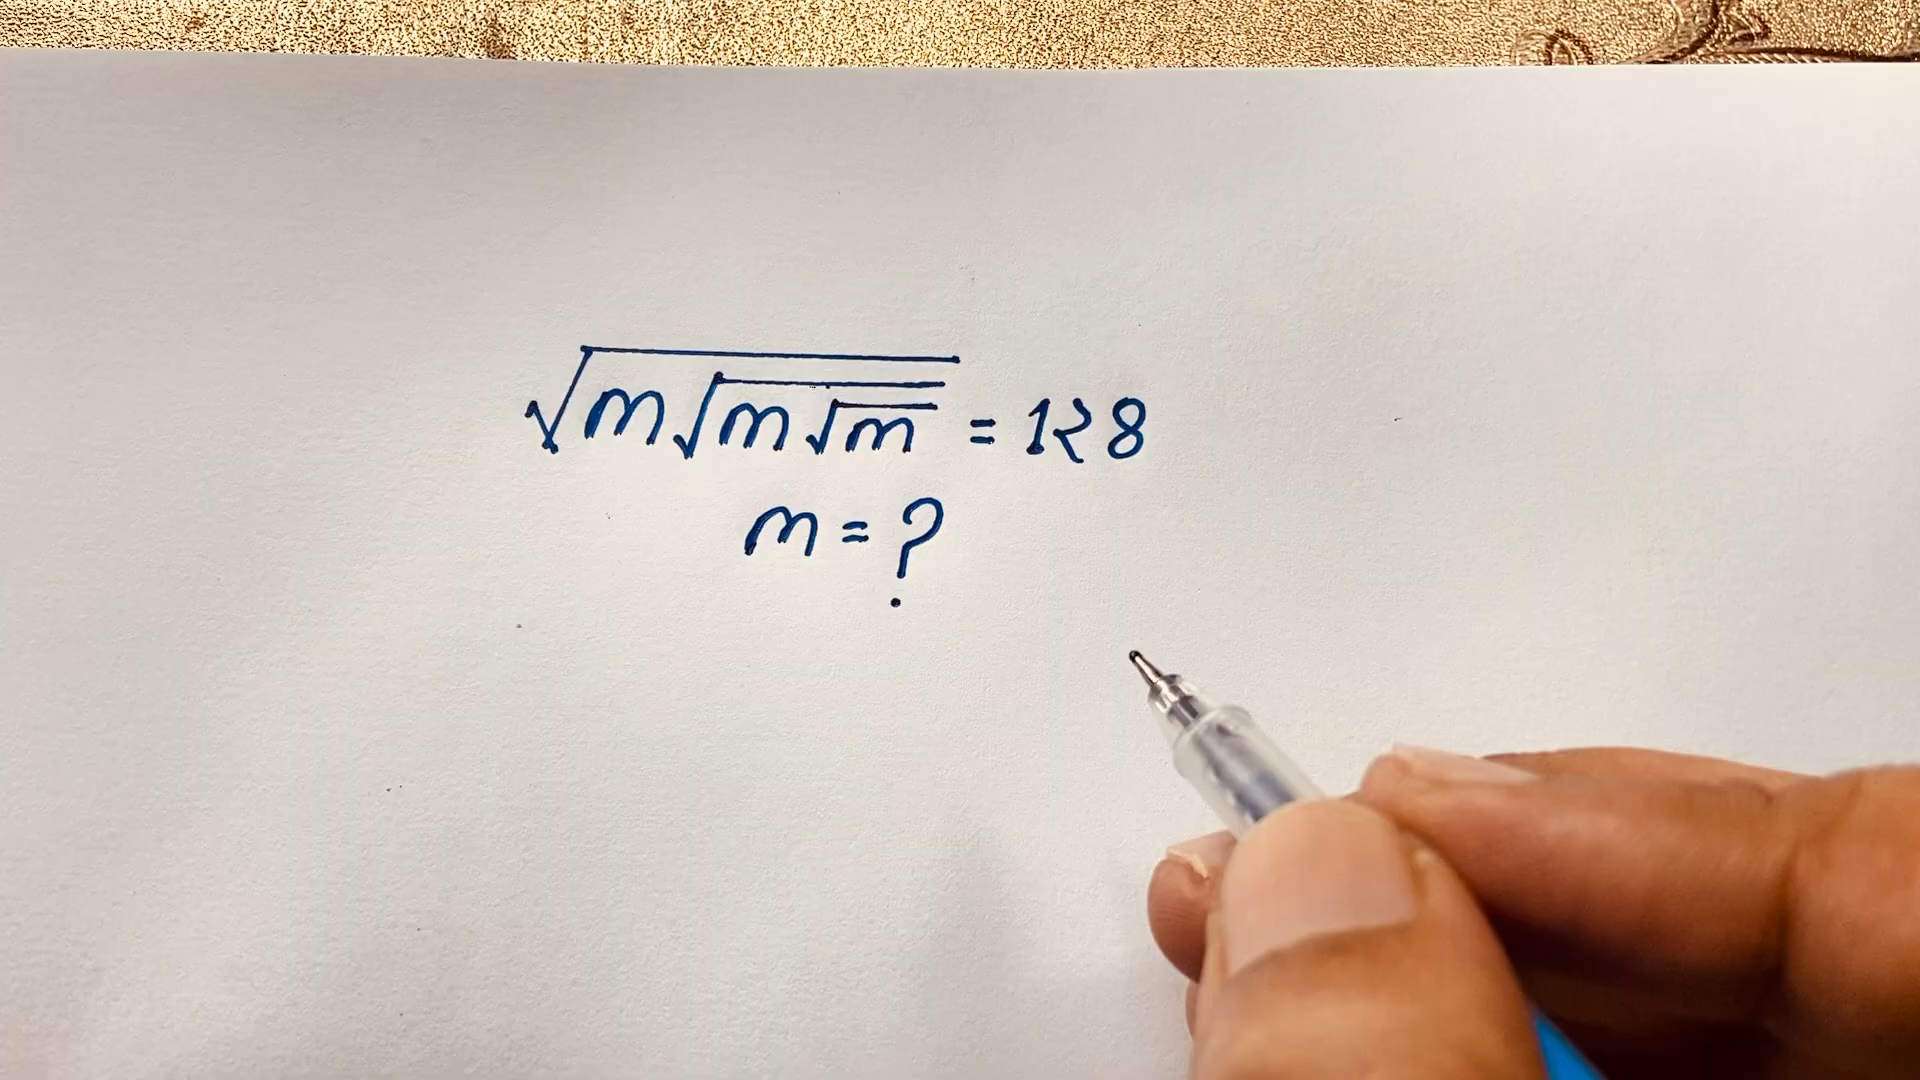 √(m√(m√m)) = 128
m = ?